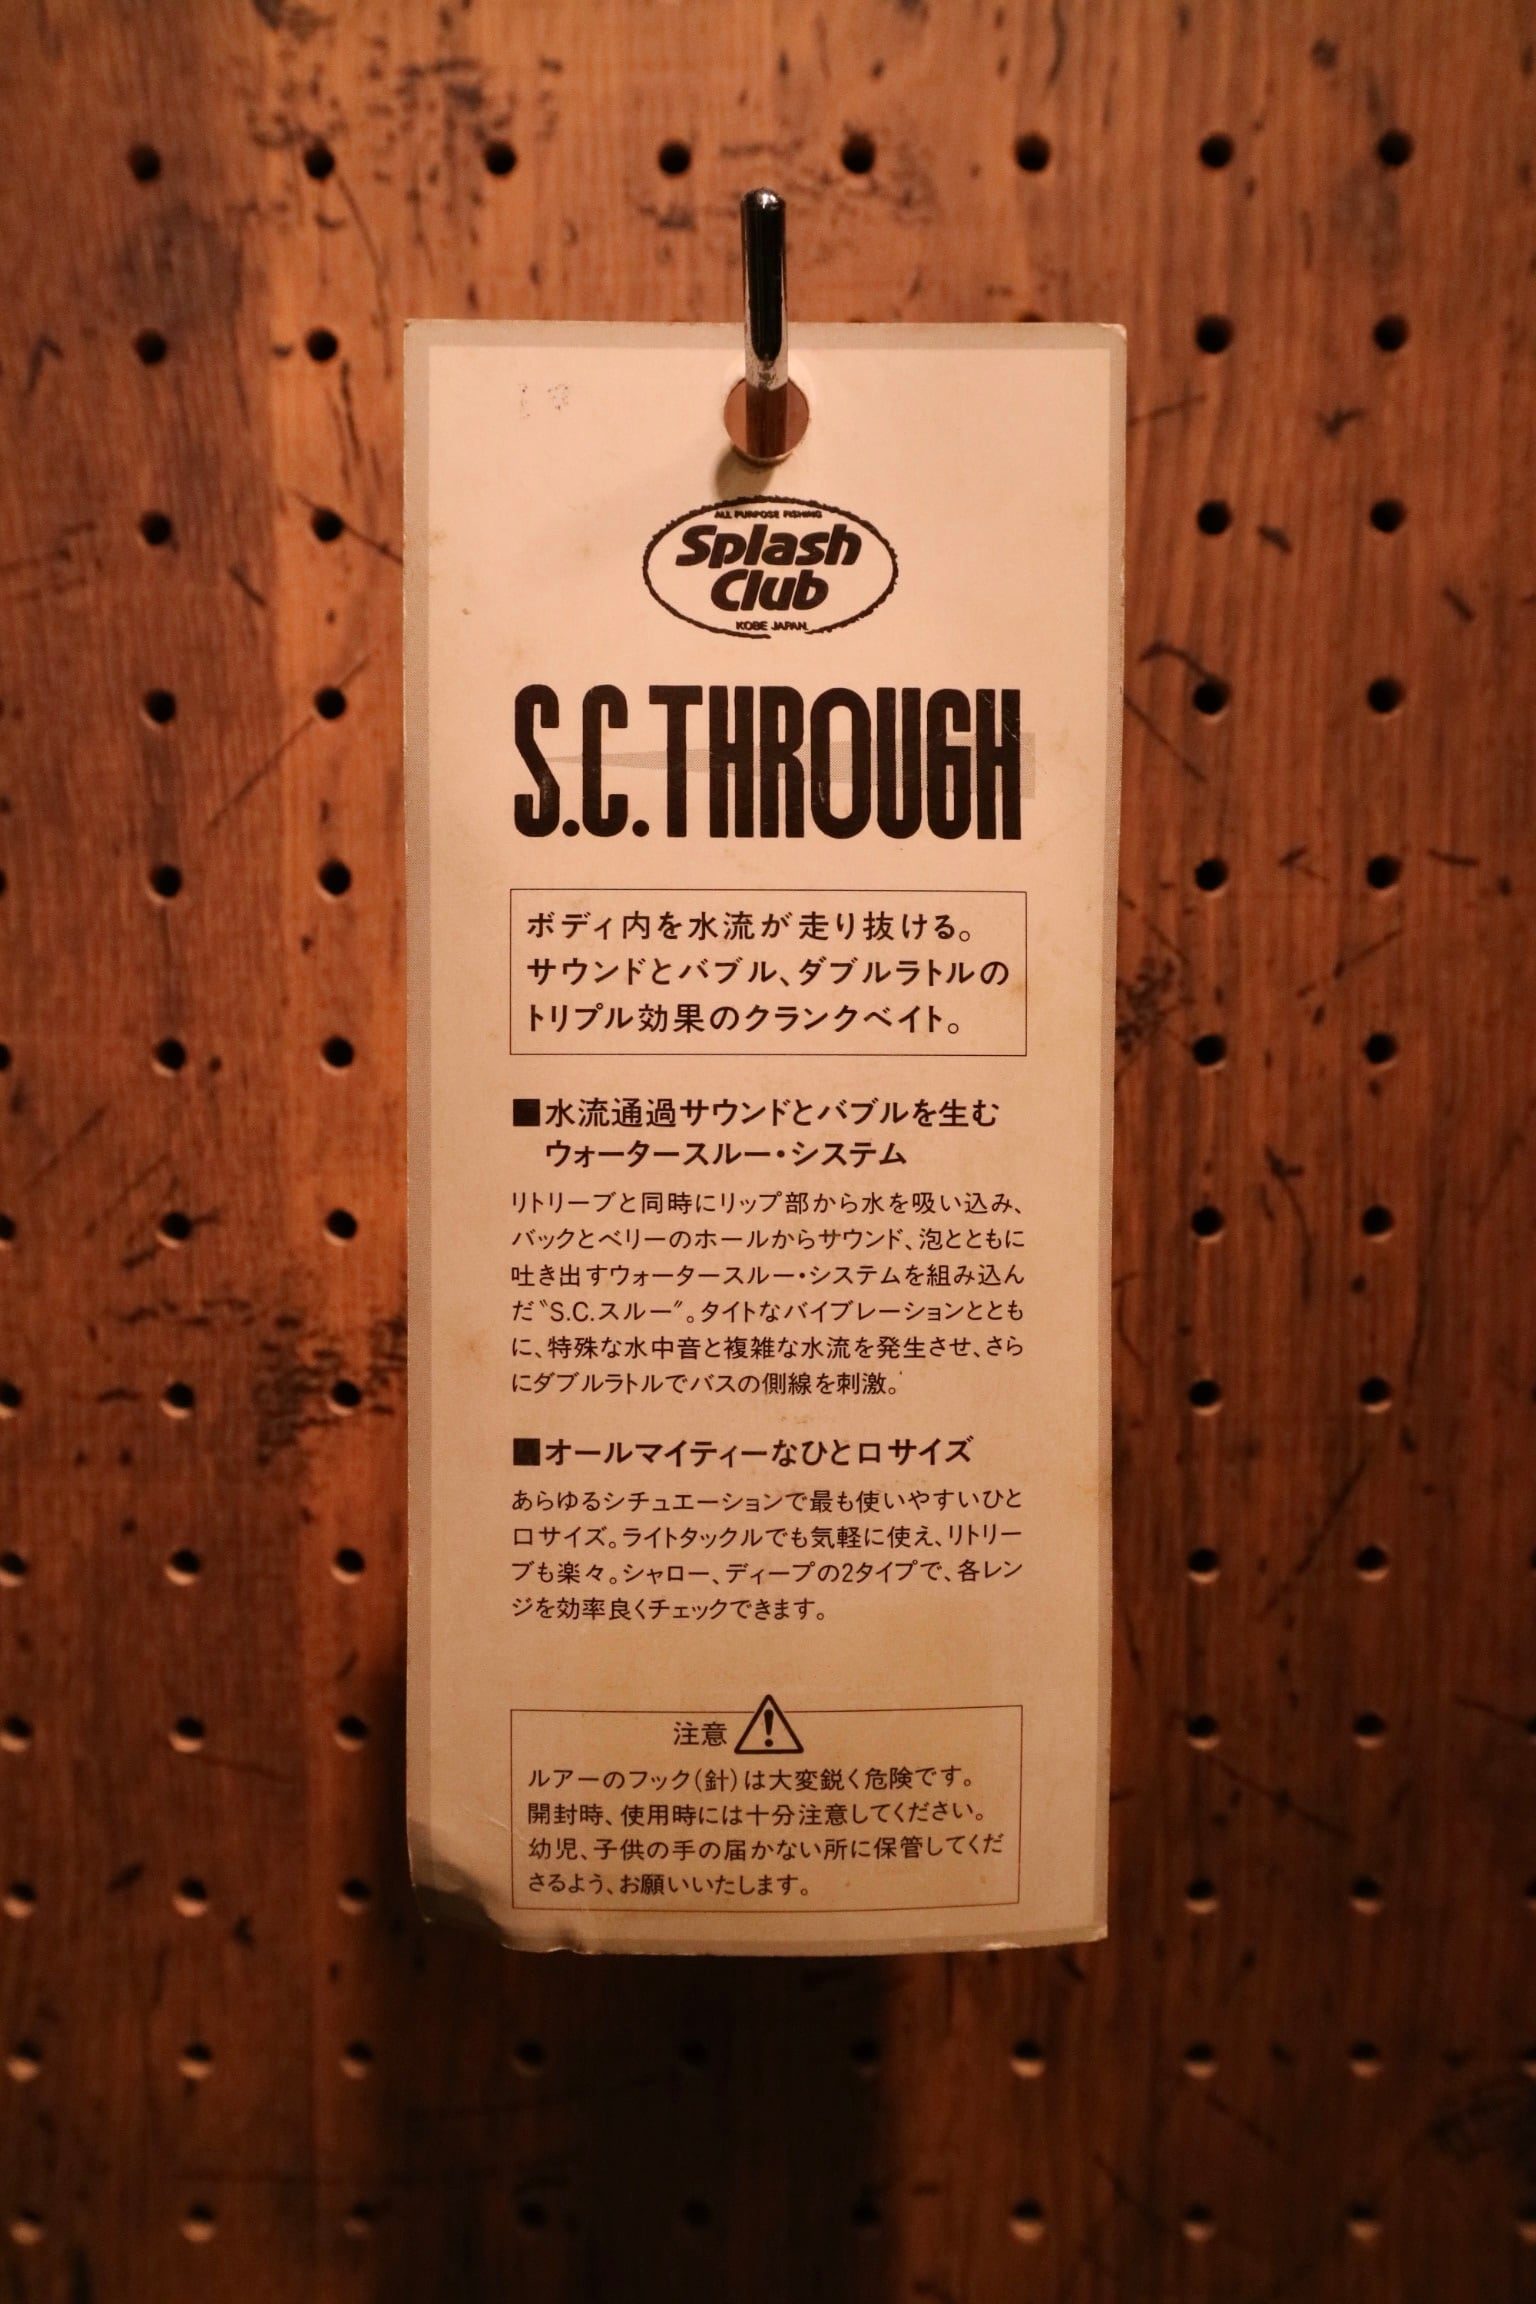 ALL PURPOSE FISHING
Splash
Club
KOBE JAPAN.
S.C.THROUGH
ボディ内を水流が走り抜ける。
サウンドとバブル、ダブルラトルの
トリプル効果のクランクベイト。
■水流通過サウンドとバブルを生む
ウォータースルー・システム
リトリーブと同時にリップ部から水を吸い込み、
バックとベリーのホールからサウンド、泡とともに
吐き出すウォータースルー・システムを組み込ん
だ〝S.C.スルー〟。タイトなバイブレーションととも
に、特殊な水中音と複雑な水流を発生させ、さら
にダブルラトルでバスの側線を刺激。
■オールマイティーなひと口サイズ
あらゆるシチュエーションで最も使いやすいひと
口サイズ。ライトタックルでも気軽に使え、リトリー
ブも楽々。シャロー、ディープの2タイプで、各レン
ジを効率良くチェックできます。
注意
ルアーのフック(針)は大変鋭く危険です。
開封時、使用時には十分注意してください。
幼児、子供の手の届かない所に保管してくだ
さるよう、お願いいたします。